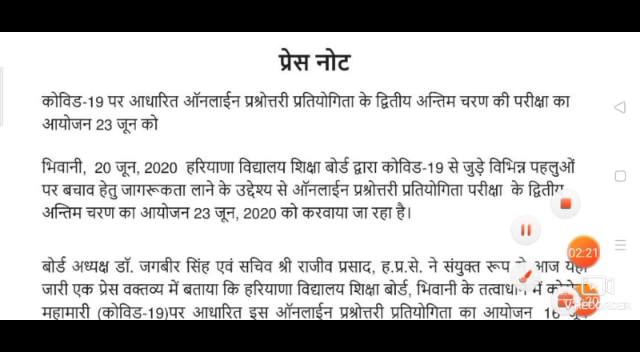 प्रेस नोट
कोविड-19 पर आधारित ऑनलाईन प्रश्नोत्तरी प्रतियोगिता के द्वितीय अन्तिम चरण की परीक्षा का
आयोजन 23 जून को
भिवानी, 20 जून, 2020 हरियाणा विद्यालय शिक्षा बोर्ड द्वारा कोविड-19 से जुड़े विभिन्न पहलुओं
पर बचाव हेतु जागरूकता लाने के उद्देश्य से ऑनलाईन प्रश्नोत्तरी प्रतियोगिता परीक्षा के द्वितीय
अन्तिम चरण का आयोजन 23 जून, 2020 को करवाया जा रहा है।
02:21
बोर्ड अध्यक्ष डॉ. जगबीर सिंह एवं सचिव श्री राजीव प्रसाद, ह.प्र.से. ने संयुक्त रूप से आज यहां
जारी एक प्रेस वक्तव्य में बताया कि हरियाणा विद्यालय शिक्षा बोर्ड, भिवानी के तत्वाधान में
महामारी (कोविड-19)पर आधारित इस ऑनलाईन प्रश्नोत्तरी प्रतियोगिता का आयोजन 16 जून